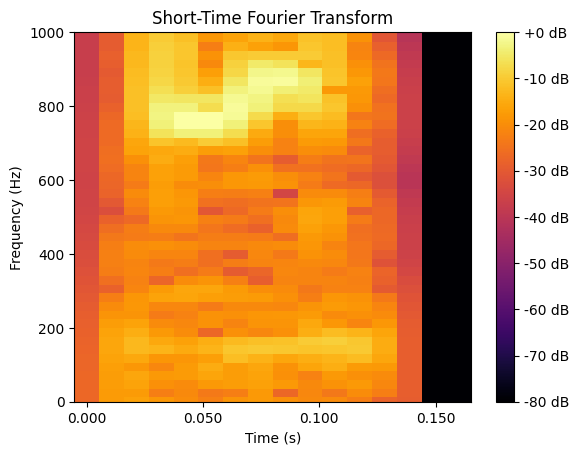 Short-Time Fourier Transform
1000
800
600
400
200
0
Frequency (Hz)
0.000
0.050
0.100
0.150
Time (s)
+0 dB
-10 dB
-20 dB
-30 dB
-40 dB
-50 dB
-60 dB
-70 dB
-80 dB